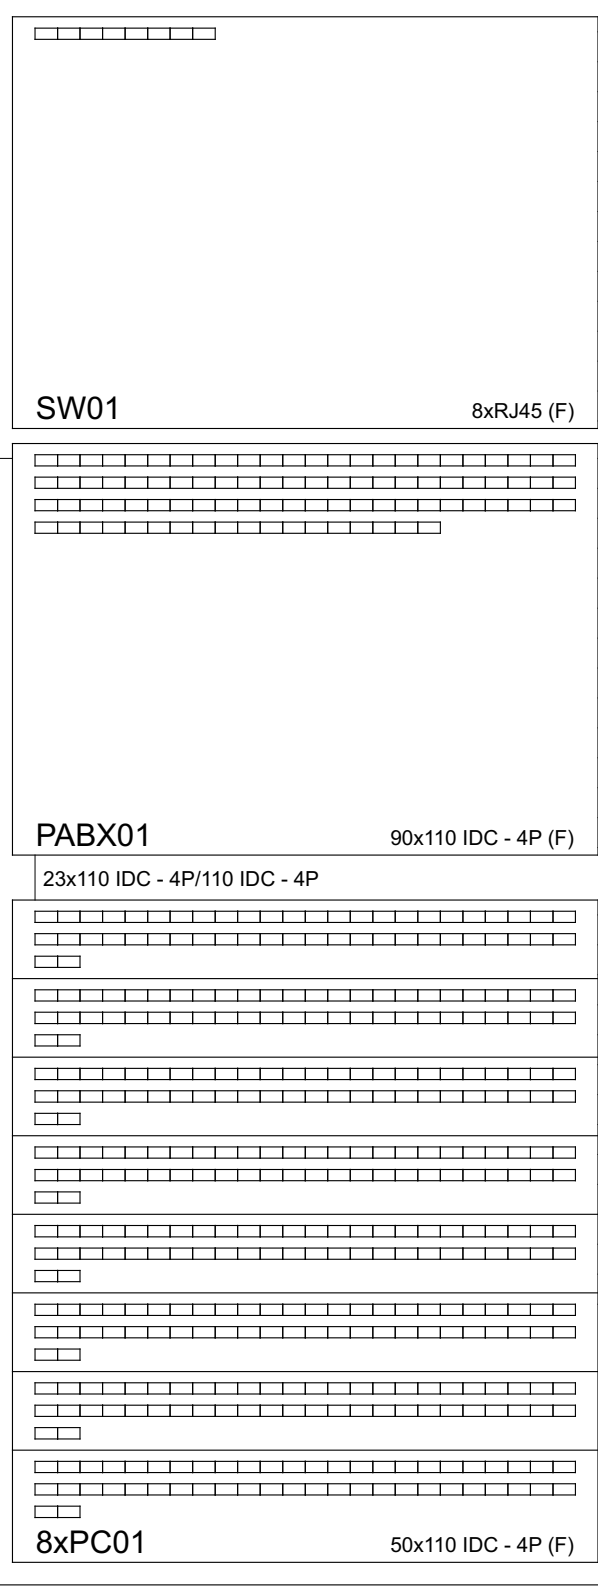 SW01 8xRJ45 (F)
PABX01 90x110 IDC - 4P (F)
23x110 IDC - 4P/110 IDC - 4P
8xPC01 50x110 IDC - 4P (F)